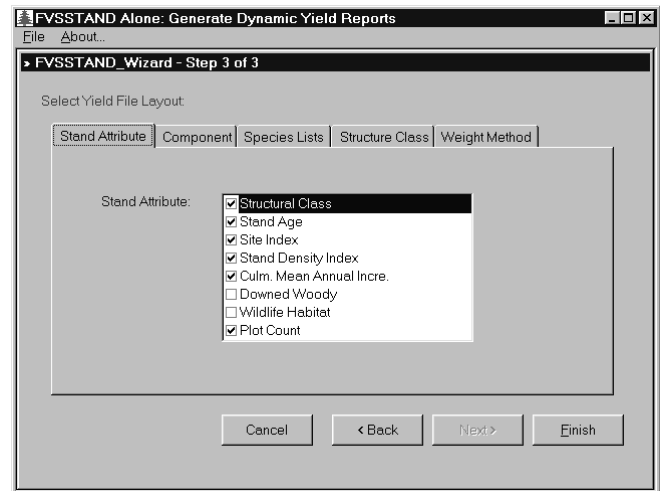 FVSSTAND Alone: Generate Dynamic Yield Reports
File About...
FVSSTAND_Wizard - Step 3 of 3
Select Yield File Layout:
Stand Attribute Component Species Lists Structure Class Weight Method
Stand Attribute:
Structural Class
Stand Age
Site Index
Stand Density Index
Culm. Mean Annual Incre.
Downed Woody
Wildlife Habitat
Plot Count
Cancel < Back Next > Finish